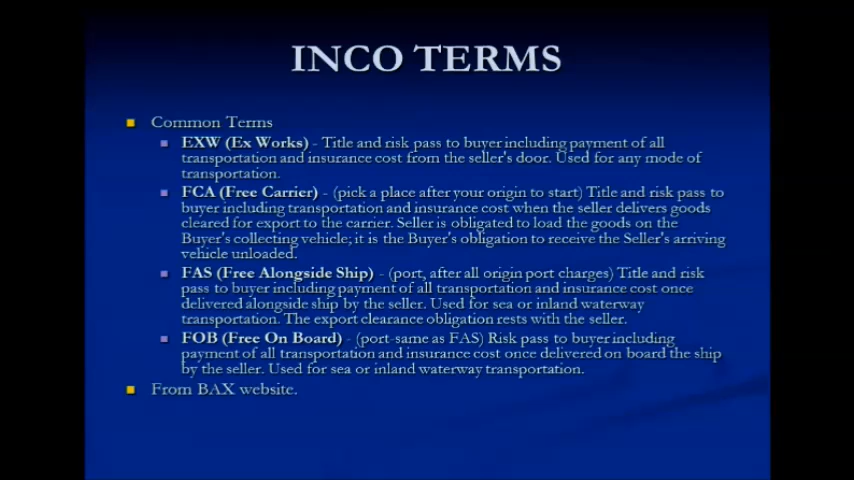 INCO TERMS
Common Terms
EXW (Ex Works) - Title and risk pass to buyer including payment of all
transportation and insurance cost from the seller's door. Used for any mode of
transportation.
FCA (Free Carrier) - (pick a place after your origin to start) Title and risk pass to
buyer including transportation and insurance cost when the seller delivers goods
cleared for export to the carrier. Seller is obligated to load the goods on the
Buyer's collecting vehicle; it is the Buyer's obligation to receive the Seller's arriving
vehicle unloaded.
FAS (Free Alongside Ship) - (port, after all origin port charges) Title and risk
pass to buyer including payment of all transportation and insurance cost once
delivered alongside ship by the seller. Used for sea or inland waterway
transportation. The export clearance obligation rests with the seller.
FOB (Free On Board) - (port-same as FAS) Risk pass to buyer including
payment of all transportation and insurance cost once delivered on board the ship
by the seller. Used for sea or inland waterway transportation.
From BAX website.